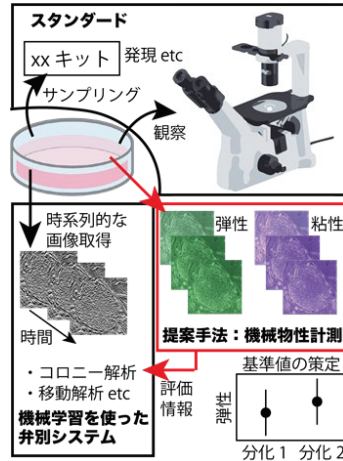 スタンダード
xx キット
発現 etc
サンプリング
観察
時系列的な
画像取得
時間
・コロニー解析
・移動解析 etc
機械学習を使った
弁別システム
弾性
粘性
提案手法：機械物性計測
評価
情報
基準値の策定
弾性
分化 1
分化 2